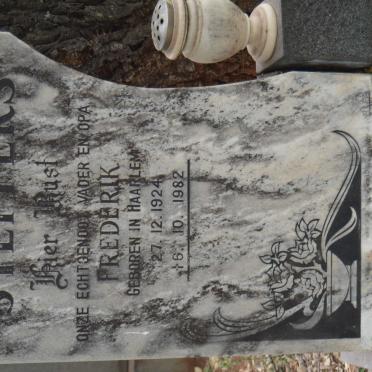 Hier Rust
ONZE ECHTGENOOT VADER EN OPA
FREDERIK
GEBOREN IN HAARLEM
27.12.1924
6.10.1982